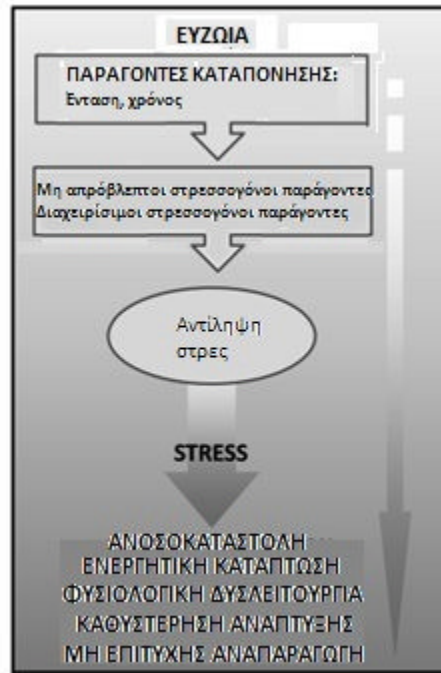 ΕΥΖΩΙΑ
ΠΑΡΑΓΟΝΤΕΣ ΚΑΤΑΠΟΝΗΣΗΣ:
Ένταση, χρόνος
Μη απρόβλεπτοι στρεσσογόνοι παράγοντες
Διαχειρίσιμοι στρεσσογόνοι παράγοντες
Αντίληψη
στρες
STRESS
ΑΝΟΣΟΚΑΤΑΣΤΟΛΗ
ΕΝΕΡΓΗΤΙΚΗ ΚΑΤΑΠΤΩΣΗ
ΦΥΣΙΟΛΟΓΙΚΗ ΔΥΣΛΕΙΤΟΥΡΓΙΑ
ΚΑΘΥΣΤΕΡΗΣΗ ΑΝΑΠΤΥΞΗΣ
ΜΗ ΕΠΙΤΥΧΗΣ ΑΝΑΠΑΡΑΓΩΓΗ